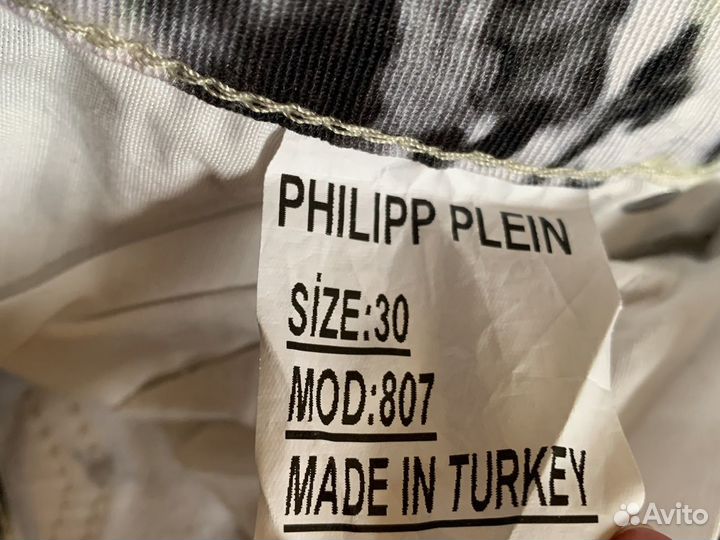 PHILIPP PLEIN
SİZE:30
MOD:807
MADE IN TURKEY
Avito